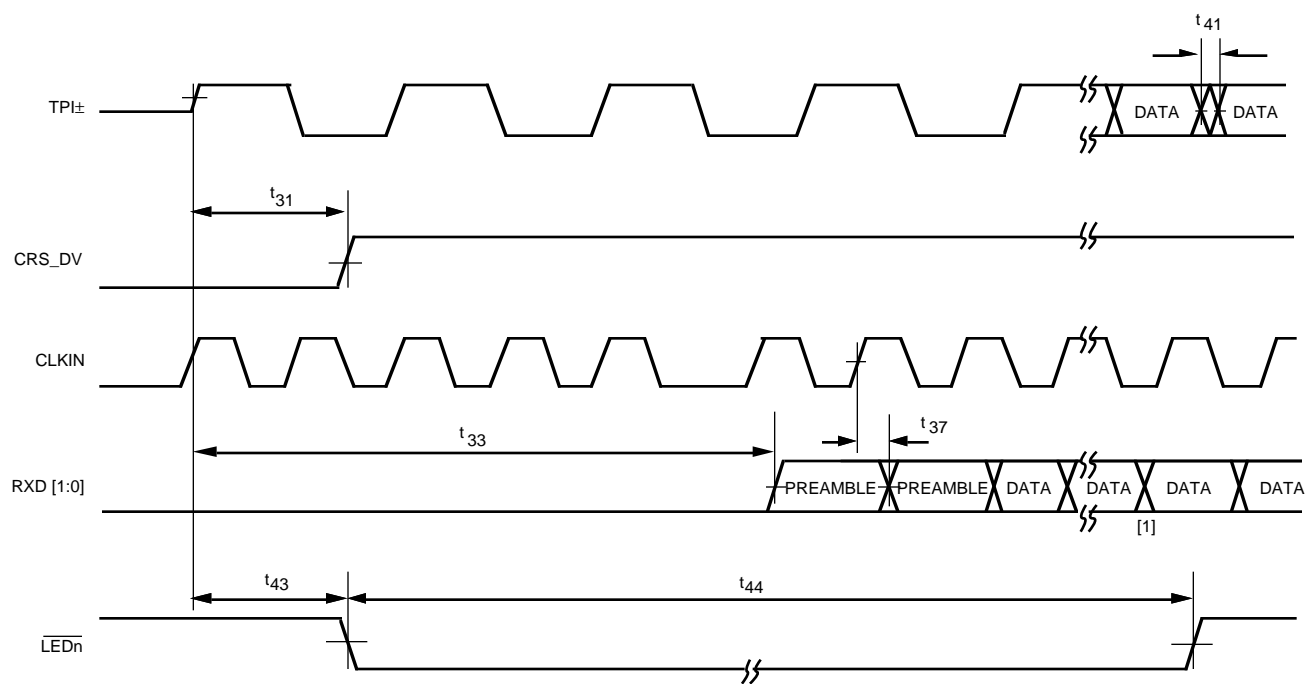 t41
TPI± DATA DATA
t31
CRS_DV
CLKIN
t33 t37
RXD [1:0] PREAMBLE PREAMBLE DATA DATA DATA DATA
[1]
t43 t44
LEDn